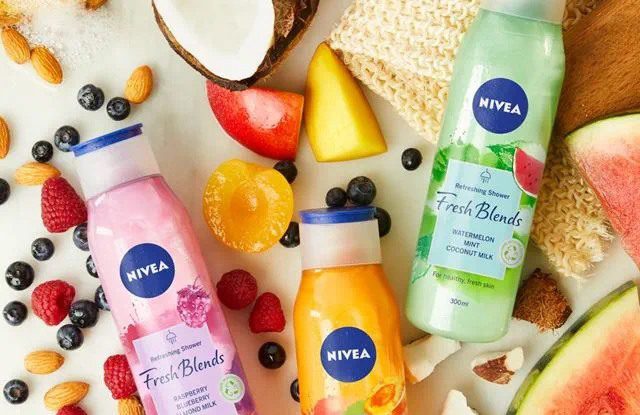 NIVEA
Refreshing Shower
Fresh Blends
RASPBERRY
BLUEBERRY
ALMOND MILK
NIVEA
NIVEA
Refreshing Shower
Fresh Blends
WATERMELON
MINT
COCONUT MILK
For healthy, fresh skin
300ml